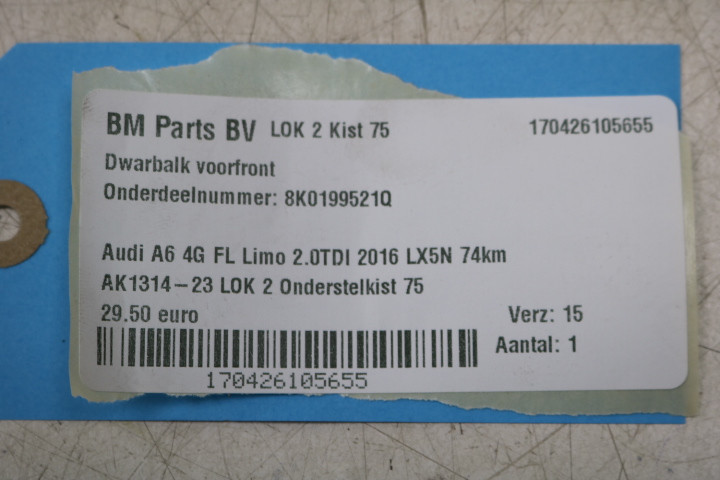 BM Parts BV LOK 2 Kist 75 170426105655
Dwarbalk voorfront
Onderdeelnummer: 8K0199521Q
Audi A6 4G FL Limo 2.0TDI 2016 LX5N 74km
AK1314-23 LOK 2 Onderstelkist 75
29.50 euro Verz: 15
Aantal: 1
170426105655